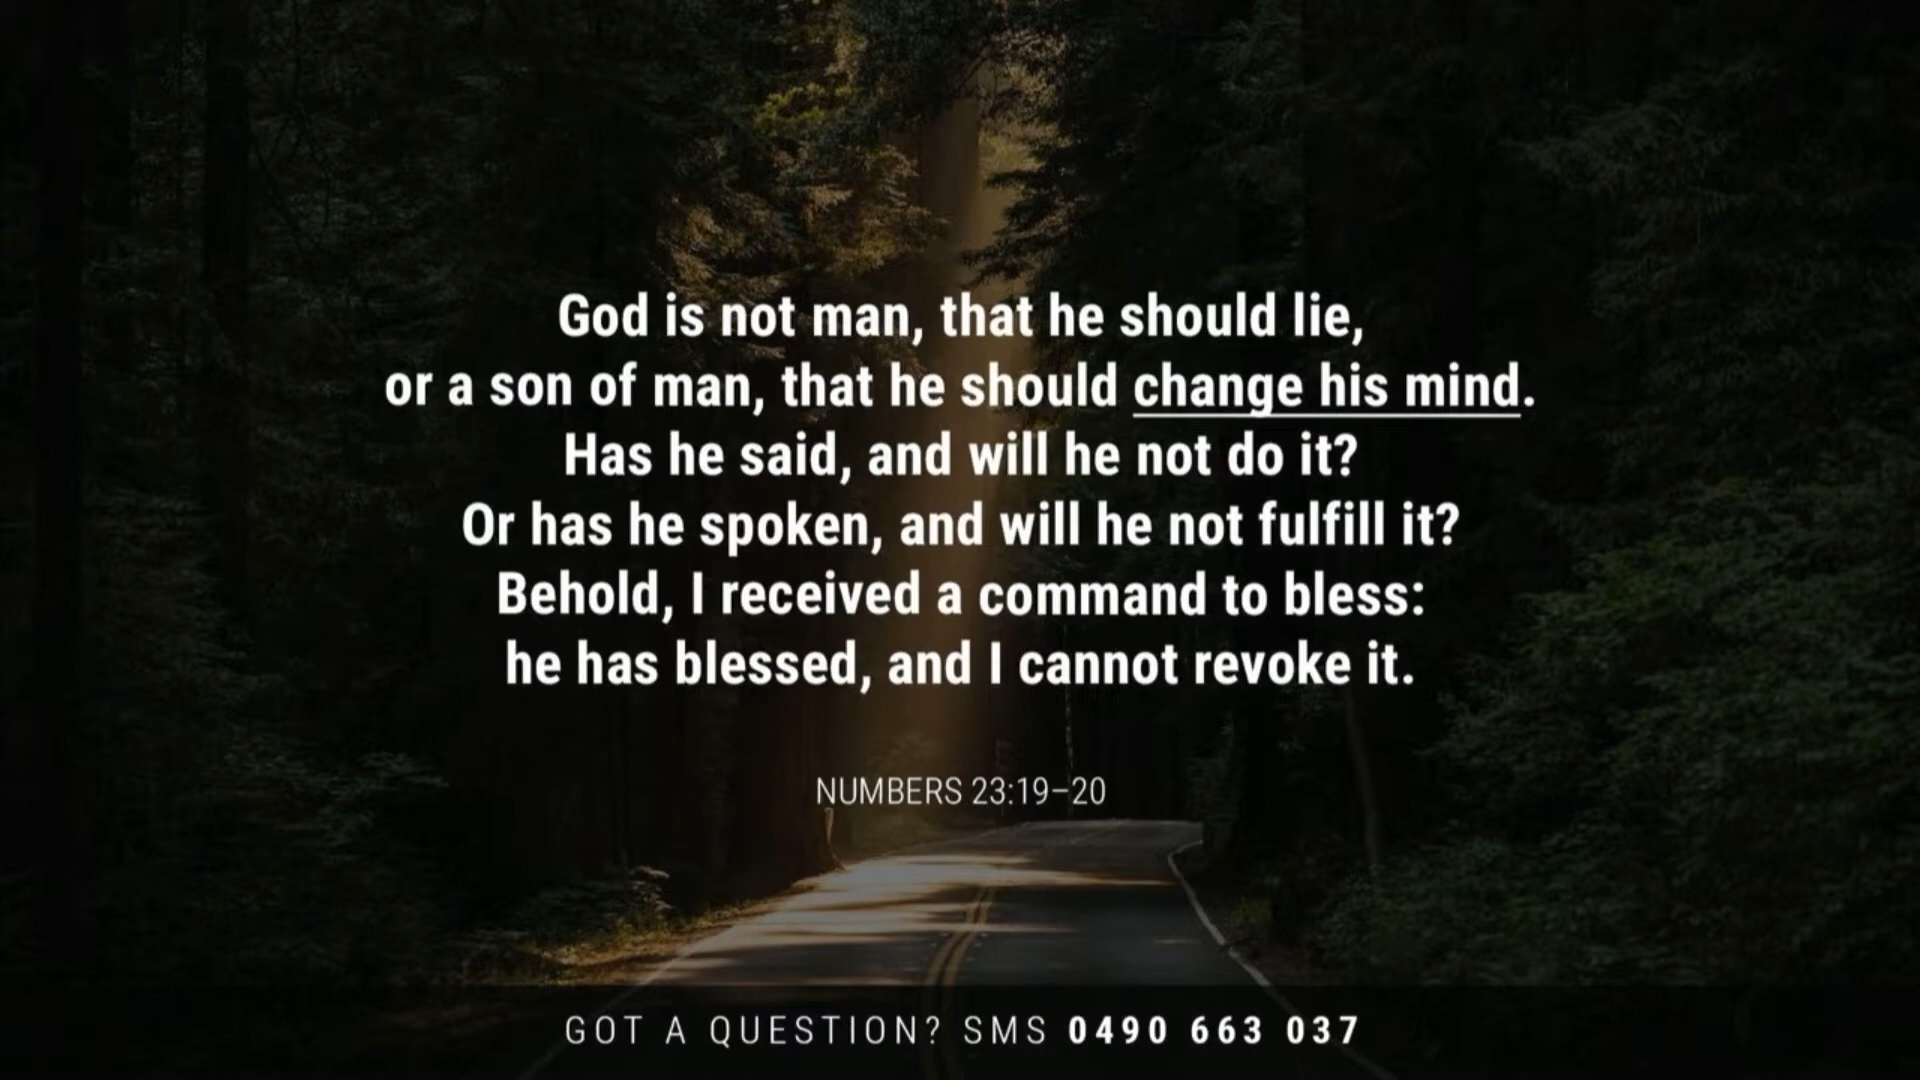 God is not man, that he should lie,
or a son of man, that he should change his mind.
Has he said, and will he not do it?
Or has he spoken, and will he not fulfill it?
Behold, I received a command to bless:
he has blessed, and I cannot revoke it.
NUMBERS 23:19–20
GOT A QUESTION? SMS 0490 663 037